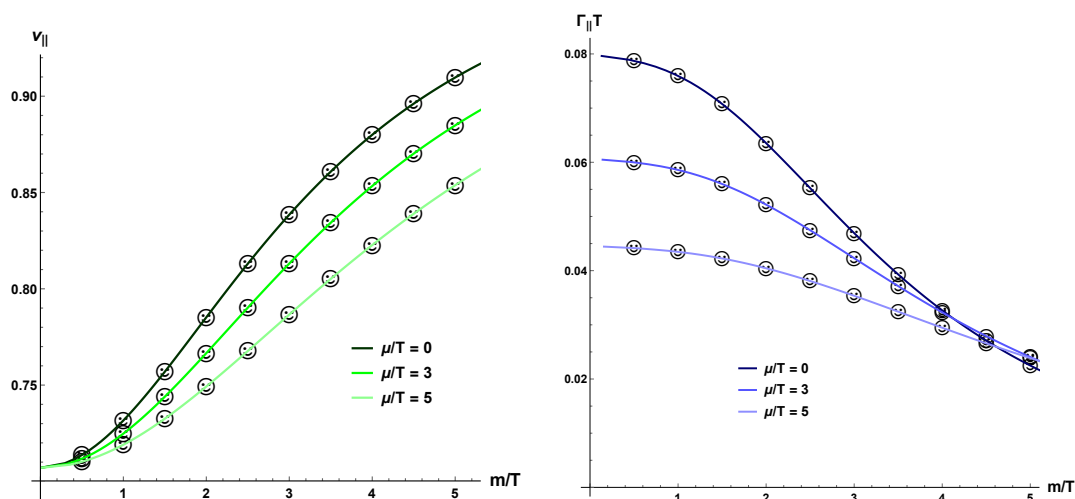 v||
0.90
0.85
0.80
0.75
1 2 3 4 5 m/T
μ/T = 0
μ/T = 3
μ/T = 5
Γ||T
0.08
0.06
0.04
0.02
1 2 3 4 5 m/T
μ/T = 0
μ/T = 3
μ/T = 5